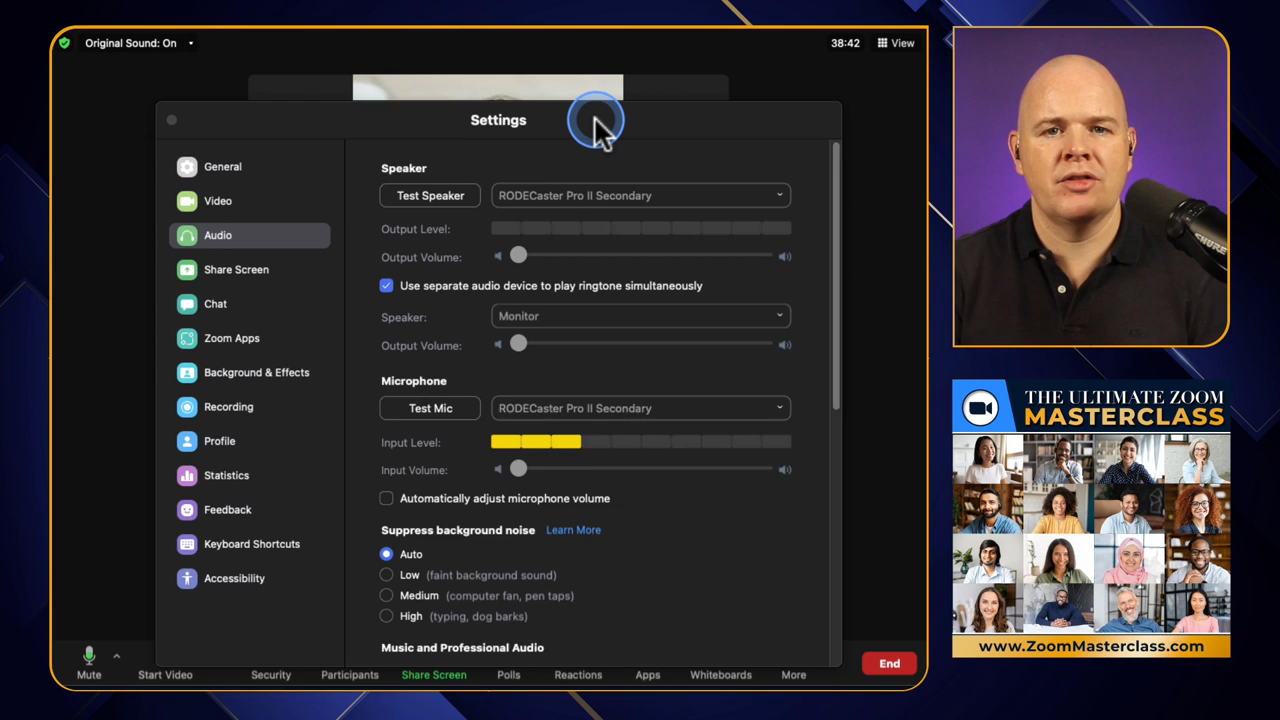 Original Sound: On
38:42
View
Settings
General
Video
Audio
Share Screen
Chat
Zoom Apps
Background & Effects
Recording
Profile
Statistics
Feedback
Keyboard Shortcuts
Accessibility
Speaker
Test Speaker
RODECaster Pro II Secondary
Output Level:
Output Volume:
Use separate audio device to play ringtone simultaneously
Speaker:
Monitor
Output Volume:
Microphone
Test Mic
RODECaster Pro II Secondary
Input Level:
Input Volume:
Automatically adjust microphone volume
Suppress background noise
Learn More
Auto
Low (faint background sound)
Medium (computer fan, pen taps)
High (typing, dog barks)
Music and Professional Audio
Mute
Start Video
Security
Participants
Share Screen
Polls
Reactions
Apps
Whiteboards
More
End
SHURE
THE ULTIMATE ZOOM
MASTERCLASS
www.ZoomMasterclass.com